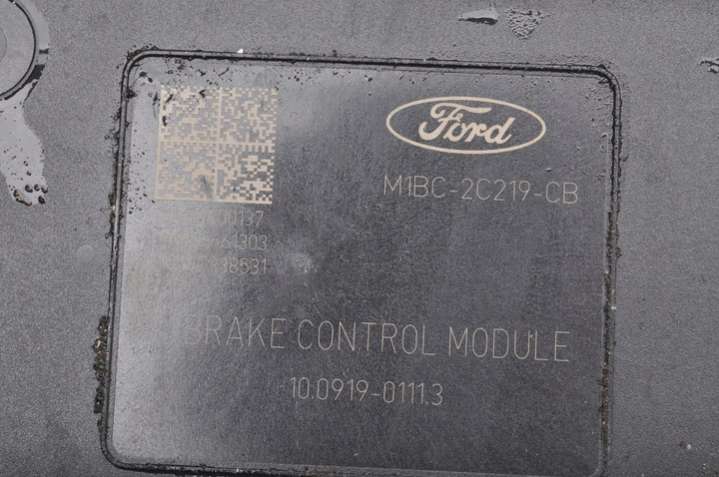 Ford
M1BC-2C219-CB
BRAKE CONTROL MODULE
10.0919-0111.3